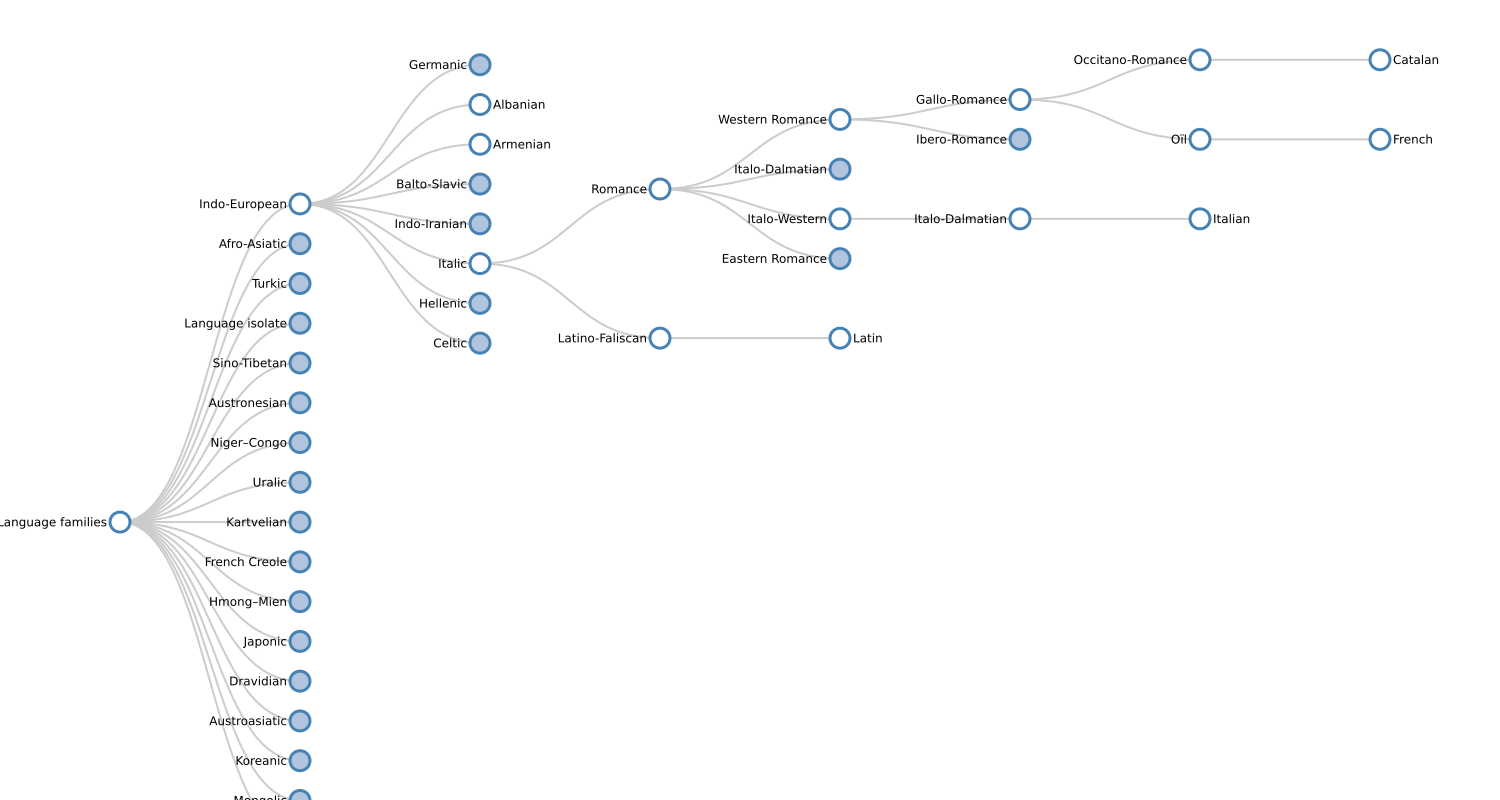 Occitano-Romance
Catalan
Germanic
Gallo-Romance
Albanian
Western Romance
Ibero-Romance
Oïl
French
Armenian
Italo-Dalmatian
Balto-Slavic
Romance
Indo-European
Indo-Iranian
Italo-Western
Italo-Dalmatian
Italian
Afro-Asiatic
Italic
Eastern Romance
Turkic
Hellenic
Language isolate
Latino-Faliscan
Latin
Celtic
Sino-Tibetan
Austronesian
Niger–Congo
Uralic
Language families
Kartvelian
French Creole
Hmong–Mien
Japonic
Dravidian
Austroasiatic
Koreanic
Mongolic